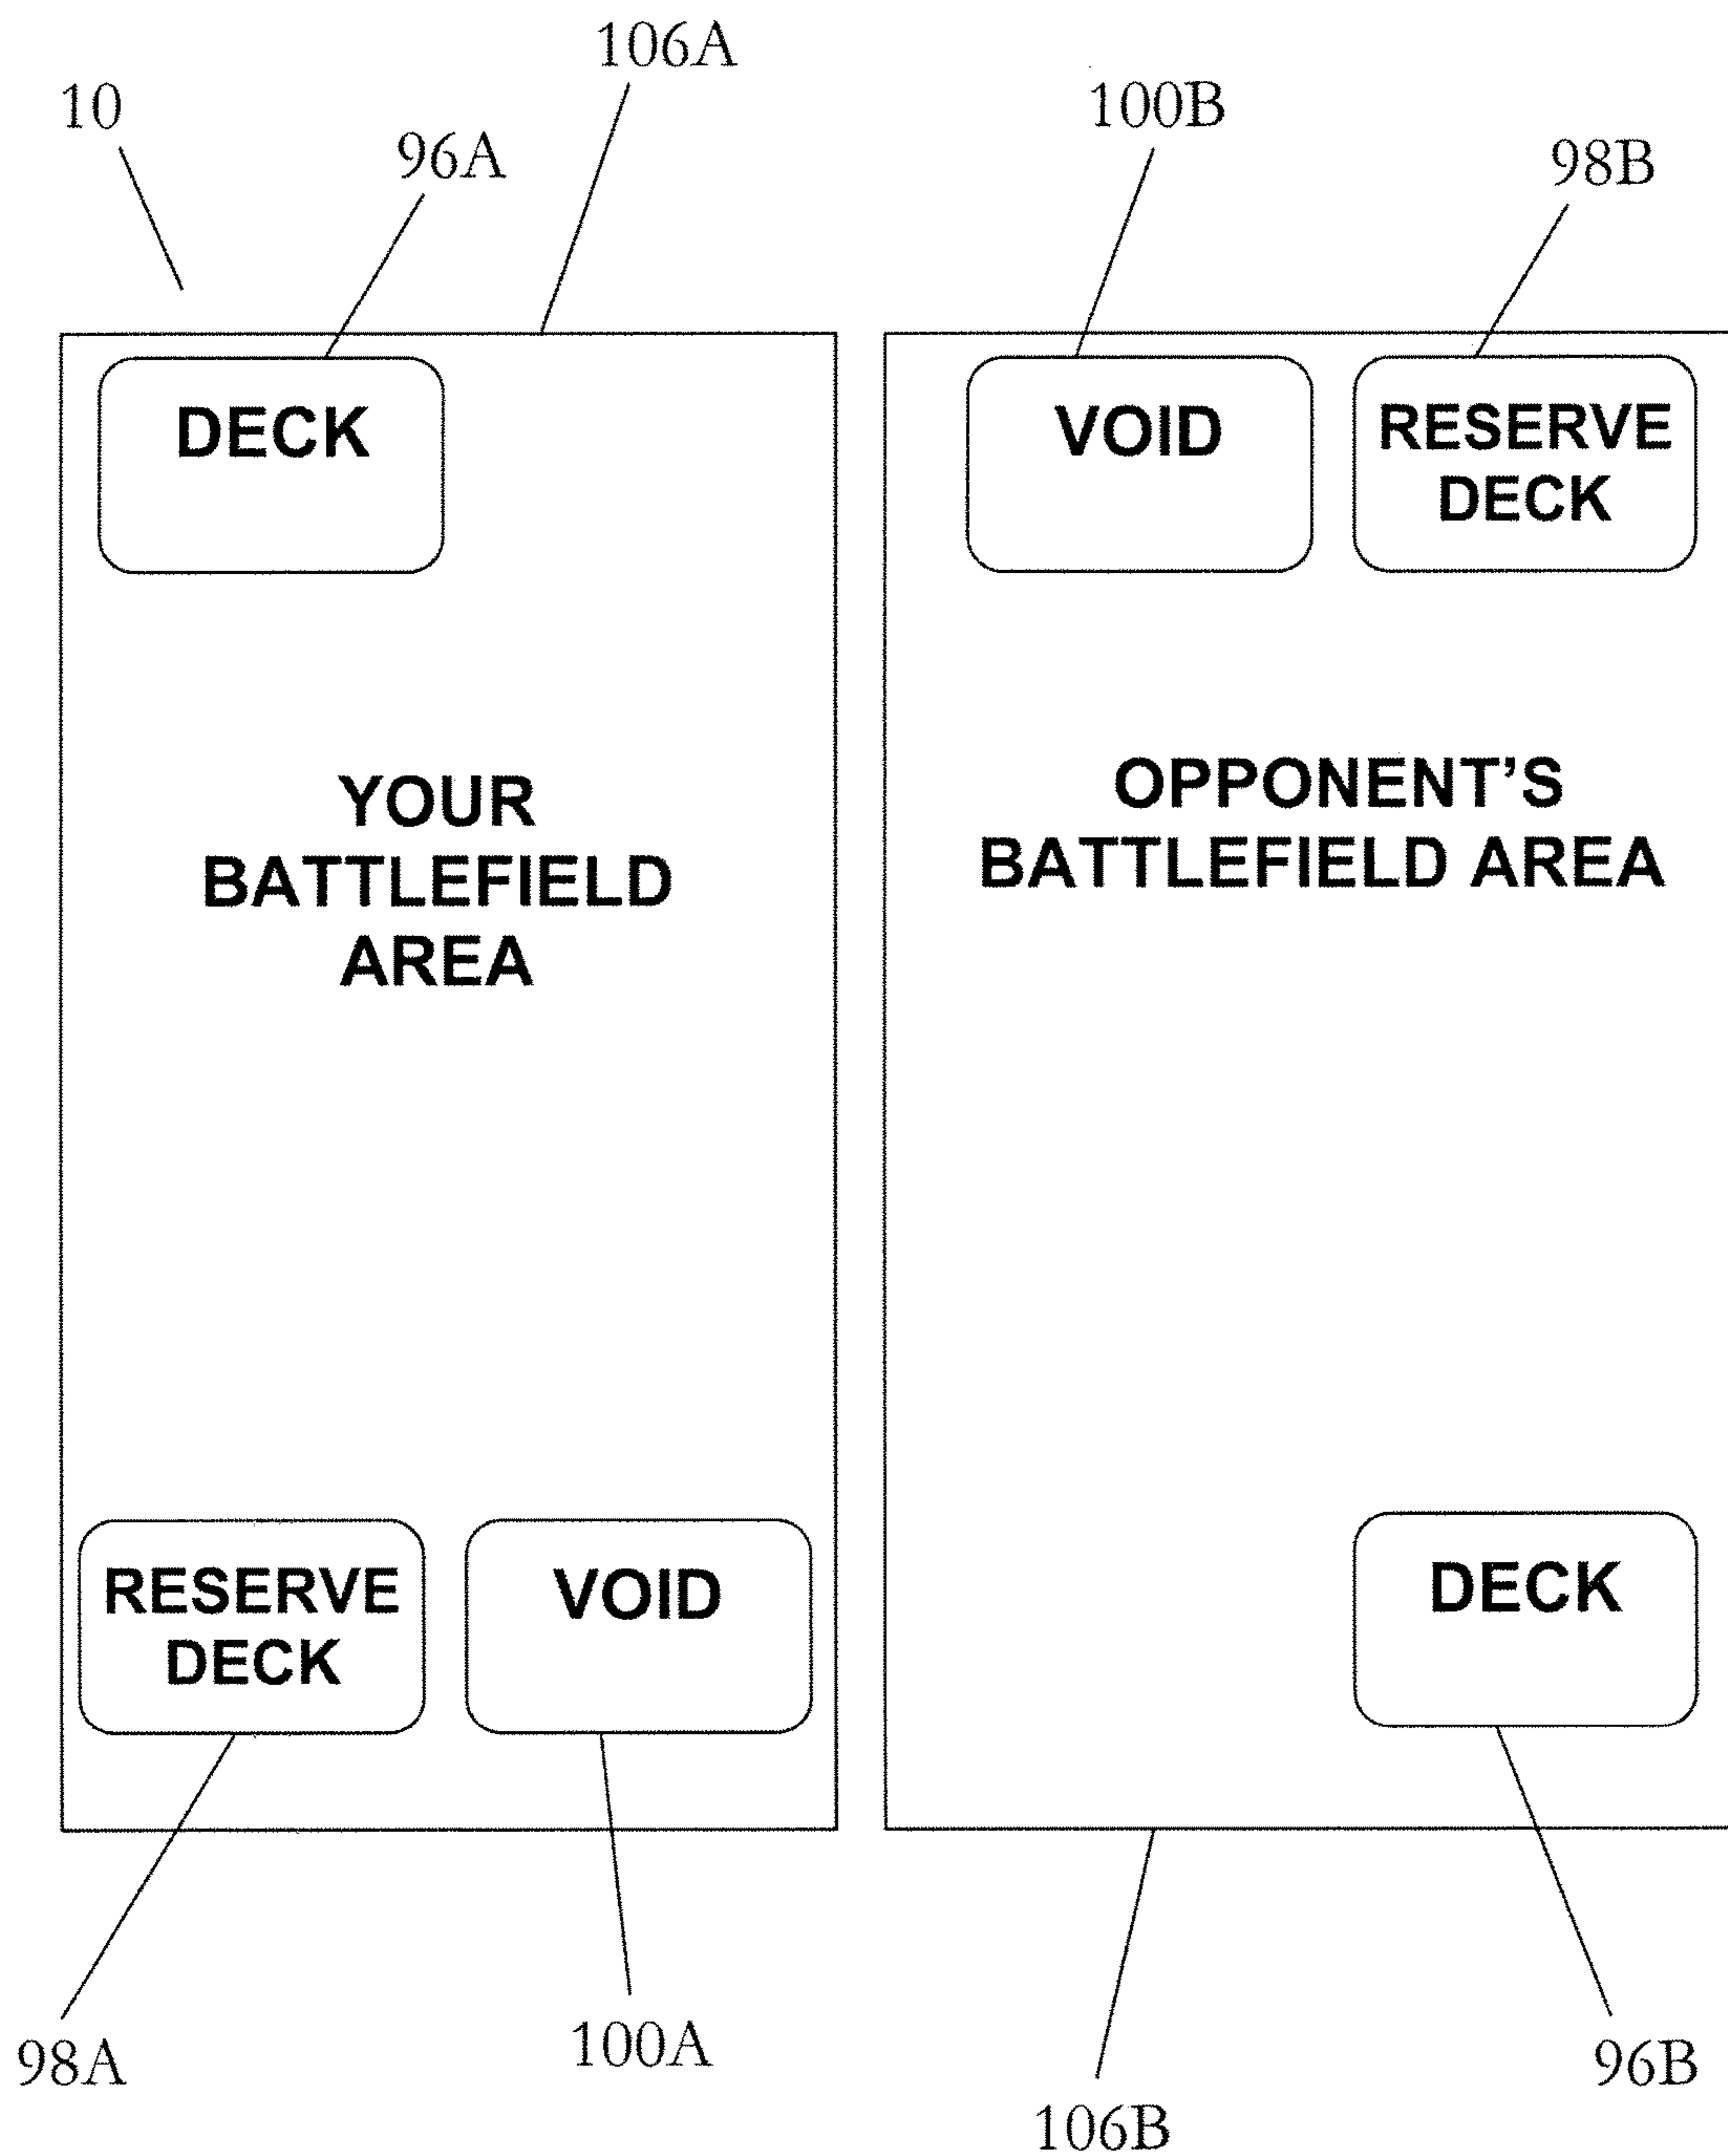 106A
10
96A
100B
98B
DECK
VOID
RESERVE
DECK
YOUR
BATTLEFIELD
AREA
OPPONENT'S
BATTLEFIELD AREA
RESERVE
DECK
VOID
DECK
98A
100A
106B
96B